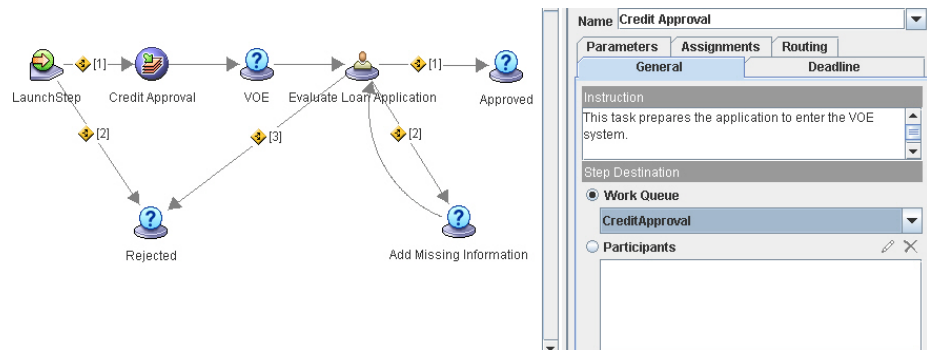 [1]
[1]
LaunchStep
Credit Approval
VOE
Evaluate Loan Application
Approved
[2]
[3]
[2]
Rejected
Add Missing Information
Name Credit Approval
Parameters Assignments Routing
General Deadline
Instruction
This task prepares the application to enter the VOE
system.
Step Destination
Work Queue
CreditApproval
Participants